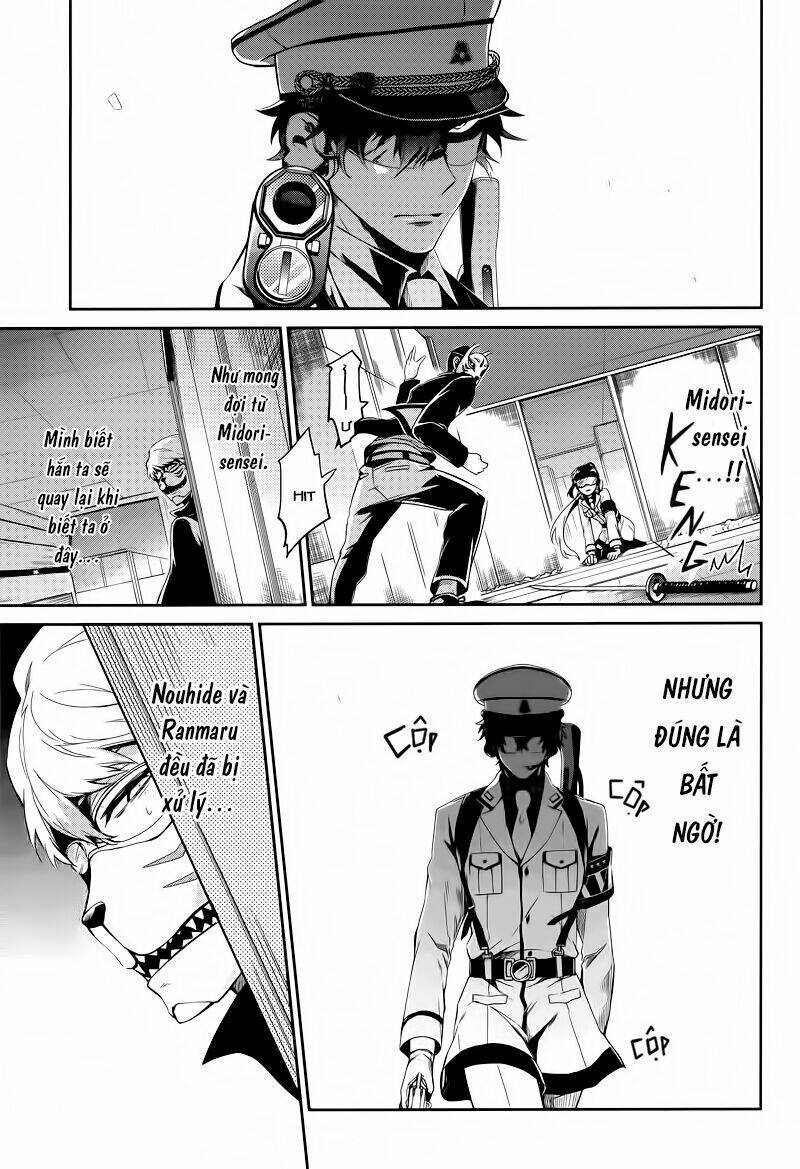 Midori-
sensei
...!!
KENG
Ư
HIT
Như mong
đợi từ
Midori-
sensei.
Mình biết
hắn ta sẽ
quay lại khi
biết ta ở
đây...
NHƯNG
ĐÚNG LÀ
BẤT
NGỜ!
CỘP
CỘP
CỘP
Nouhide và
Ranmaru
đều đã bị
xử lý...